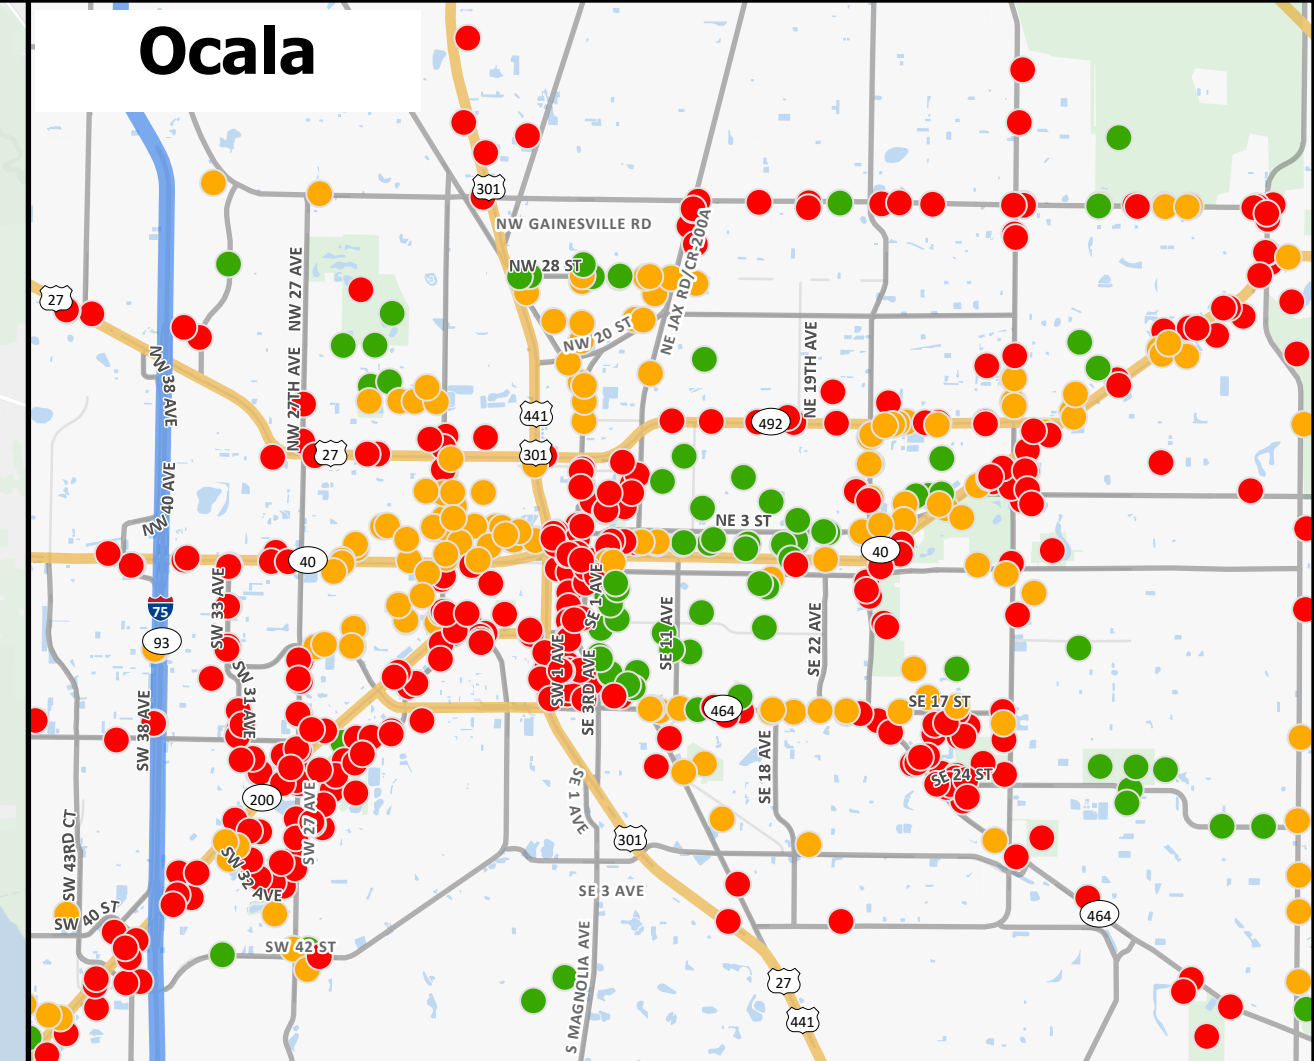 Ocala
301
NW GAINESVILLE RD
NW 28 ST
NE JAX RD/CR-200A
NW 27 AVE
27
NW 20 ST
NW 38 AVE
NW 27TH AVE
NE 19TH AVE
441
492
27
301
NW 40 AVE
NE 3 ST
40
40
75
93
SW 33 AVE
SE 1 AVE
SE 11 AVE
SE 22 AVE
SW 1 AVE
SW 31 AVE
SE 3RD AVE
464
SE 17 ST
SW 38 AVE
SE 18 AVE
SE 24 ST
200
SE 1 AVE
SW 27 AVE
301
SW 43RD CT
SW 32 AVE
SE 3 AVE
SW 40 ST
464
SW 42 ST
S MAGNOLIA AVE
27
441